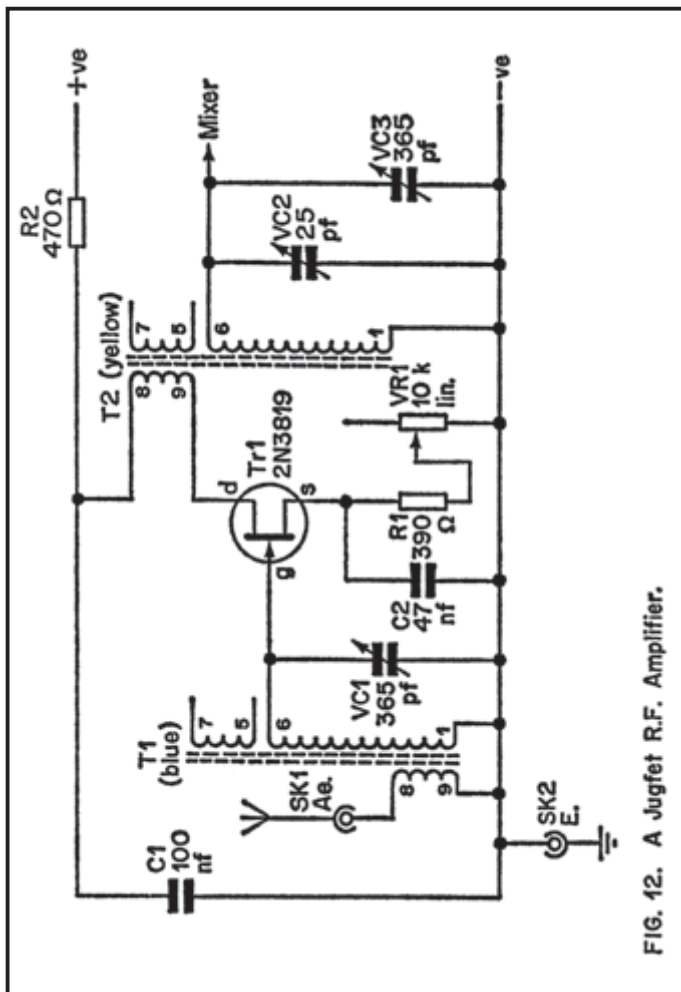 R2
470Ω
+ve
C1
100
nf
T1
(blue)
7
5
6
1
8
9
SK1
Ae.
VC1
365
pf
g
d
s
Tr1
2N3819
C2
47
nf
R1
390
Ω
VR1
10 k
lin.
T2 (yellow)
8
9
7
5
6
1
Mixer
VC2
25
pf
VC3
365
pf
-ve
SK2
E.
FIG. 12. A Jugfet R.F. Amplifier.